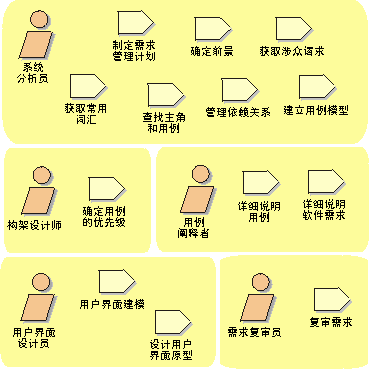 系统
分析员
制定需求
管理计划
确定前景
获取涉众请求
获取常用
词汇
查找主角
和用例
管理依赖关系
建立用例模型
构架设计师
确定用例
的优先级
用例
阐释者
详细说明
用例
详细说明
软件需求
用户界面
设计员
用户界面建模
设计用户
界面原型
需求复审员
复审需求